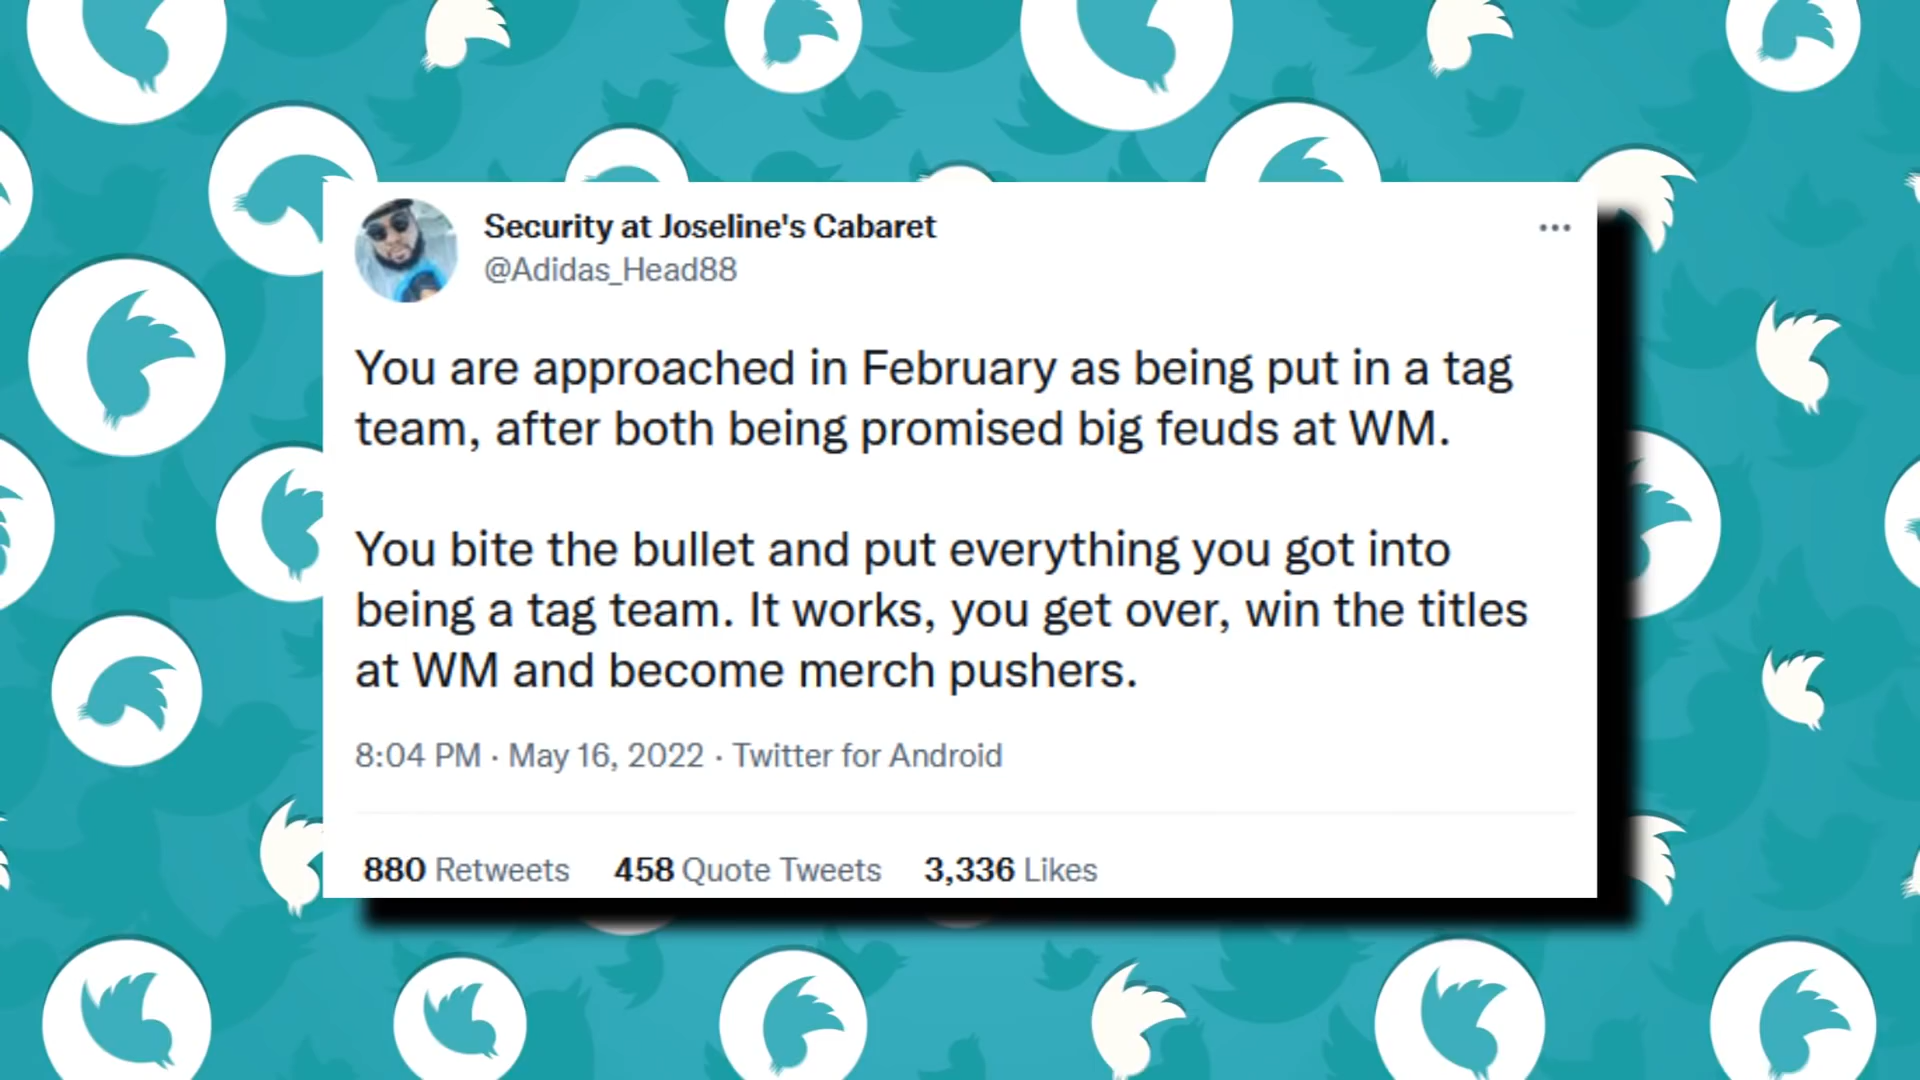 Security at Joseline's Cabaret
@Adidas_Head88
You are approached in February as being put in a tag
team, after both being promised big feuds at WM.
You bite the bullet and put everything you got into
being a tag team. It works, you get over, win the titles
at WM and become merch pushers.
8:04 PM · May 16, 2022 · Twitter for Android
880 Retweets 458 Quote Tweets 3,336 Likes